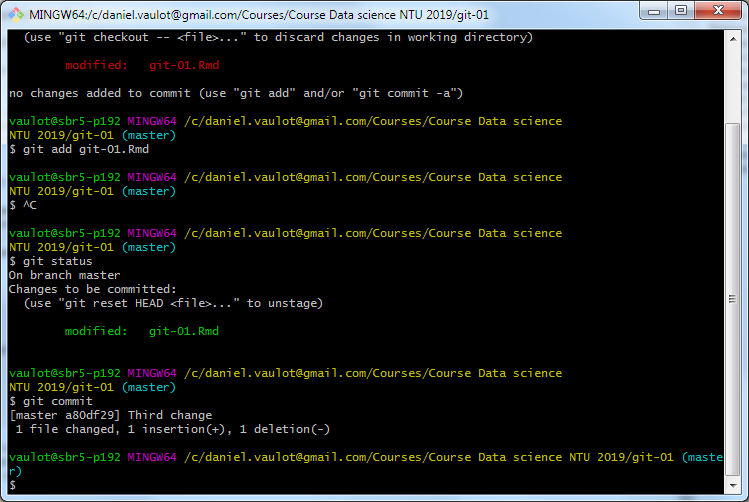 MINGW64:/c/daniel.vaulot@gmail.com/Courses/Course Data science NTU 2019/git-01
(use "git checkout -- <file>..." to discard changes in working directory)
modified: git-01.Rmd
no changes added to commit (use "git add" and/or "git commit -a")
vaulot@sbr5-p192 MINGW64 /c/daniel.vaulot@gmail.com/Courses/Course Data science
NTU 2019/git-01 (master)
$ git add git-01.Rmd
vaulot@sbr5-p192 MINGW64 /c/daniel.vaulot@gmail.com/Courses/Course Data science
NTU 2019/git-01 (master)
$ ^C
vaulot@sbr5-p192 MINGW64 /c/daniel.vaulot@gmail.com/Courses/Course Data science
NTU 2019/git-01 (master)
$ git status
On branch master
Changes to be committed:
(use "git reset HEAD <file>..." to unstage)
modified: git-01.Rmd
vaulot@sbr5-p192 MINGW64 /c/daniel.vaulot@gmail.com/Courses/Course Data science
NTU 2019/git-01 (master)
$ git commit
[master a80df29] Third change
1 file changed, 1 insertion(+), 1 deletion(-)
vaulot@sbr5-p192 MINGW64 /c/daniel.vaulot@gmail.com/Courses/Course Data science NTU 2019/git-01 (maste
r)
$